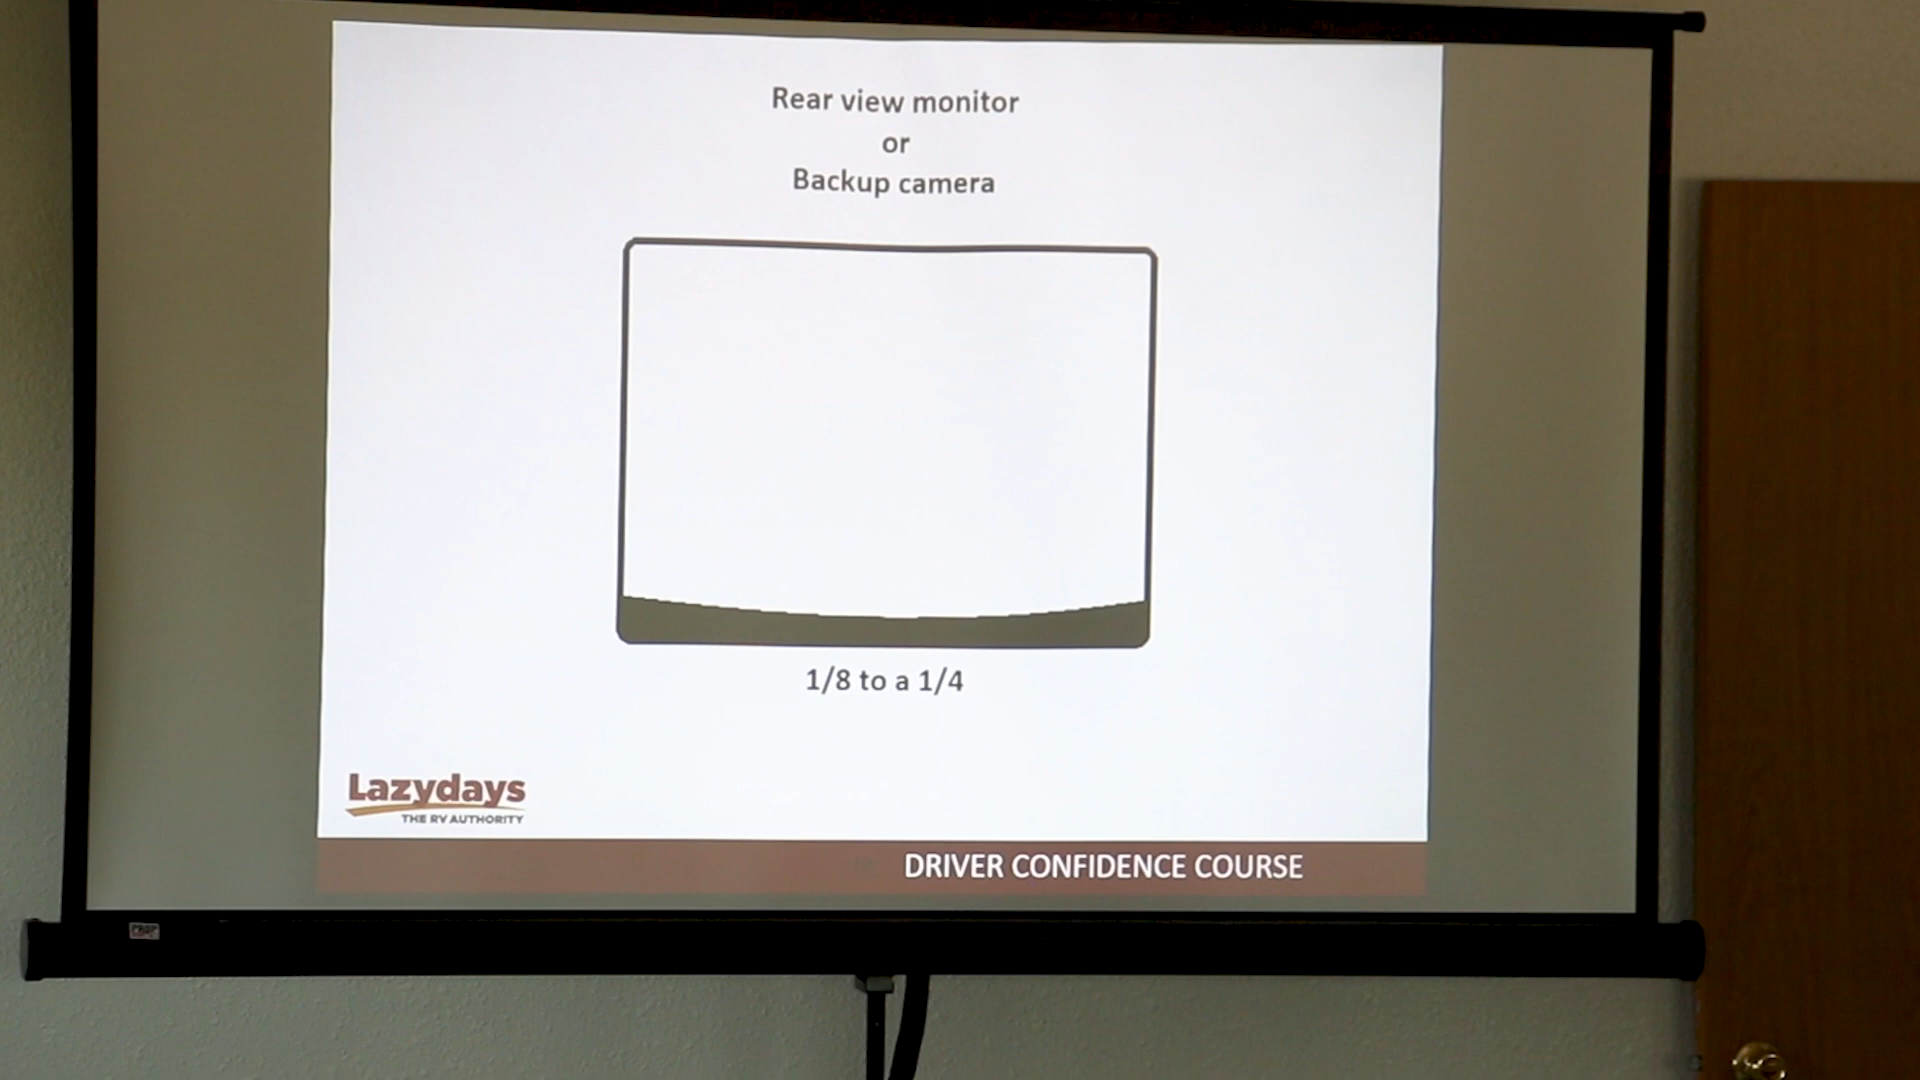 Rear view monitor
or
Backup camera
1/8 to a 1/4
Lazydays
THE RV AUTHORITY
DRIVER CONFIDENCE COURSE